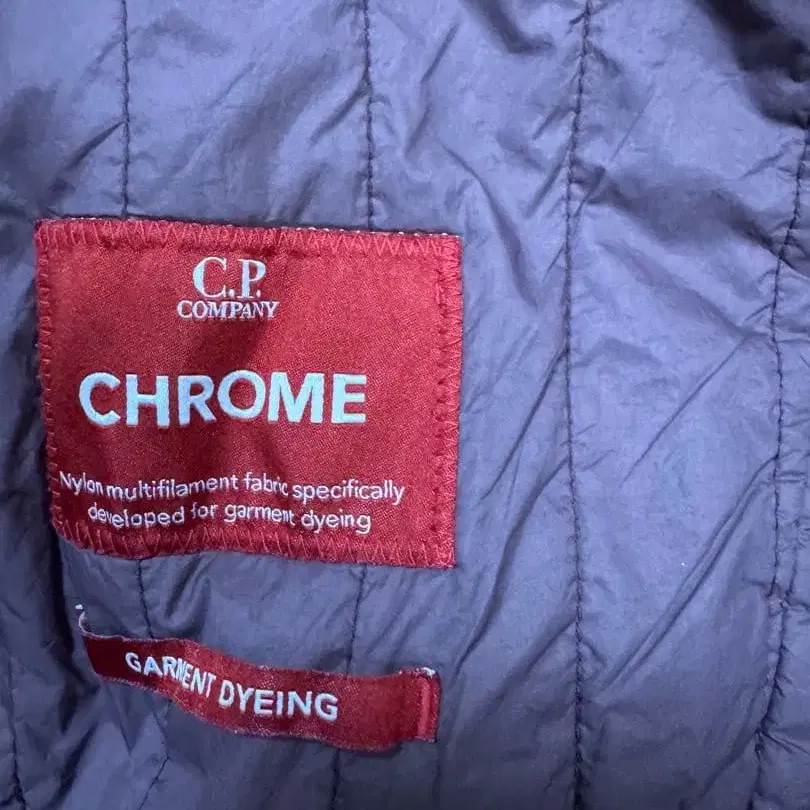 C.P.
COMPANY
CHROME
Nylon multifilament fabric specifically
developed for garment dyeing
GARMENT DYEING